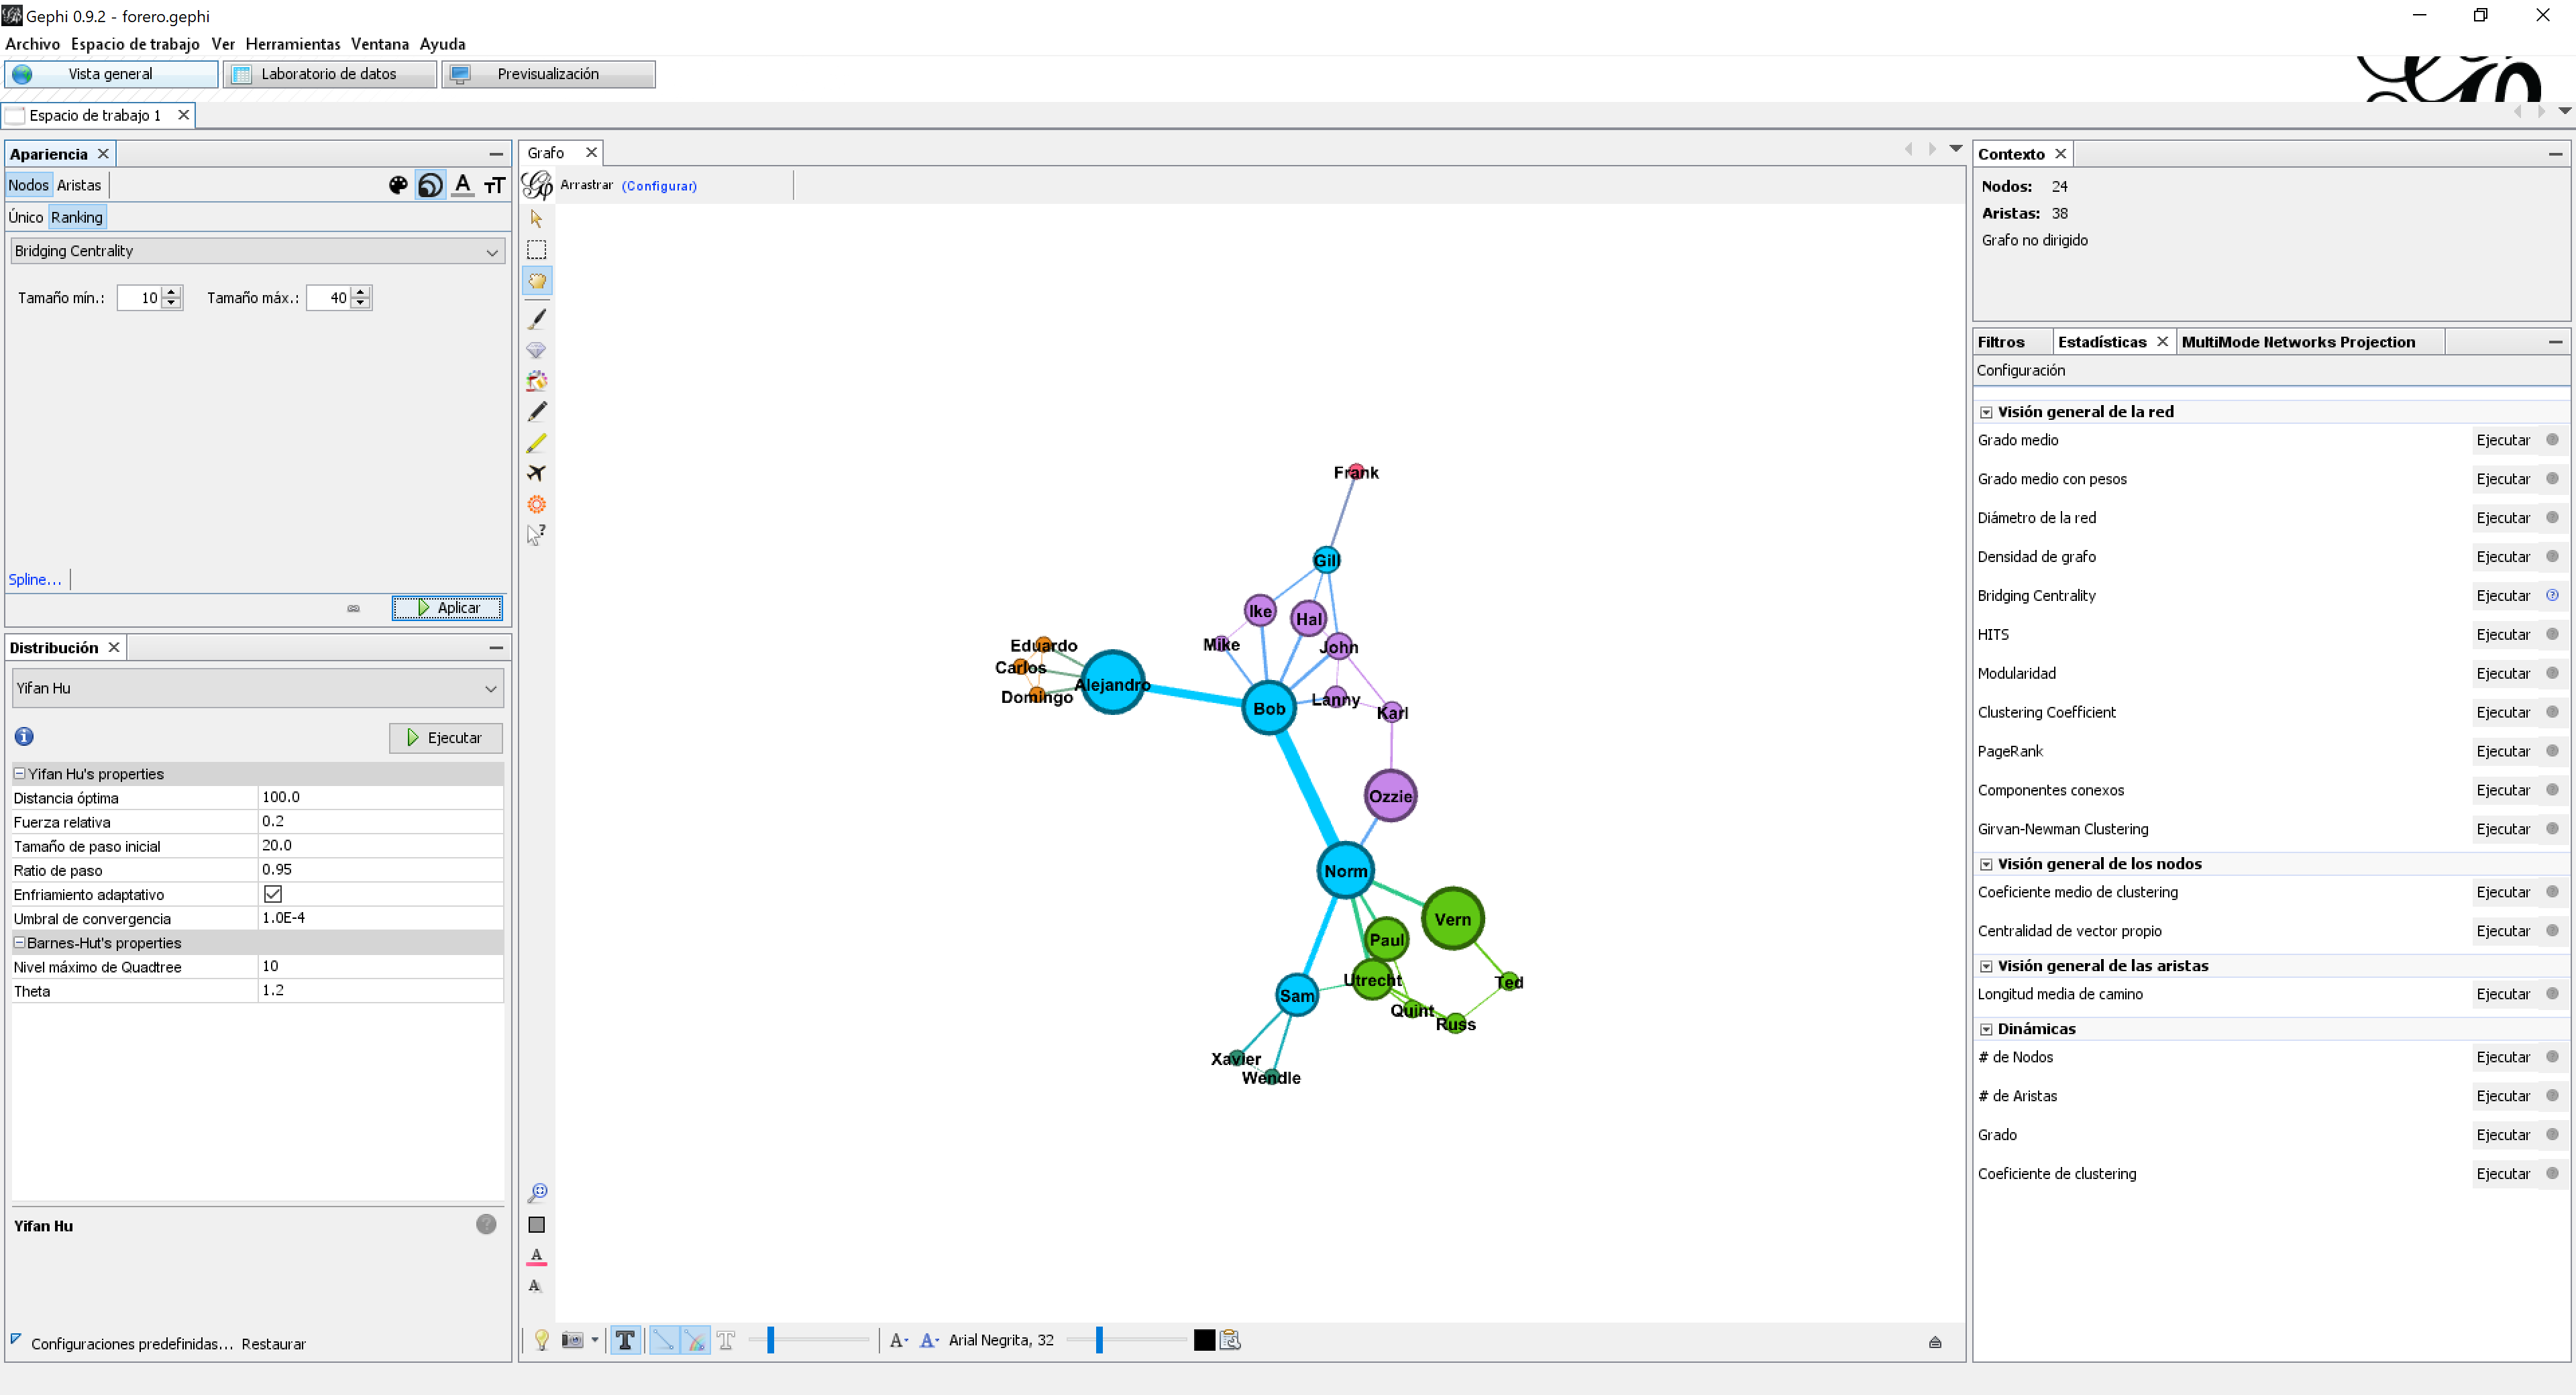 Gephi 0.9.2 - forero.gephi
Archivo Espacio de trabajo Ver Herramientas Ventana Ayuda
Vista general Laboratorio de datos Previsualización
Espacio de trabajo 1
Apariencia
Nodos Aristas
Único Ranking
Bridging Centrality
Tamaño mín.: 10 Tamaño máx.: 40
Spline...
Aplicar
Distribución
Yifan Hu
Ejecutar
Yifan Hu's properties
Distancia óptima 100.0
Fuerza relativa 0.2
Tamaño de paso inicial 20.0
Ratio de paso 0.95
Enfriamiento adaptativo
Umbral de convergencia 1.0E-4
Barnes-Hut's properties
Nivel máximo de Quadtree 10
Theta 1.2
Yifan Hu
Configuraciones predefinidas... Restaurar
Grafo
Arrastrar (Configurar)
Frank
Gill
Ike
Hal
Mike
John
Eduardo
Carlos
Domingo
Alejandro
Bob
Lanny
Karl
Ozzie
Norm
Vern
Paul
Utrecht
Ted
Sam
Quint
Russ
Xavier
Wendle
Arial Negrita, 32
Contexto
Nodos: 24
Aristas: 38
Grafo no dirigido
Filtros Estadísticas MultiMode Networks Projection
Configuración
Visión general de la red
Grado medio Ejecutar
Grado medio con pesos Ejecutar
Diámetro de la red Ejecutar
Densidad de grafo Ejecutar
Bridging Centrality Ejecutar
HITS Ejecutar
Modularidad Ejecutar
Clustering Coefficient Ejecutar
PageRank Ejecutar
Componentes conexos Ejecutar
Girvan-Newman Clustering Ejecutar
Visión general de los nodos
Coeficiente medio de clustering Ejecutar
Centralidad de vector propio Ejecutar
Visión general de las aristas
Longitud media de camino Ejecutar
Dinámicas
# de Nodos Ejecutar
# de Aristas Ejecutar
Grado Ejecutar
Coeficiente de clustering Ejecutar